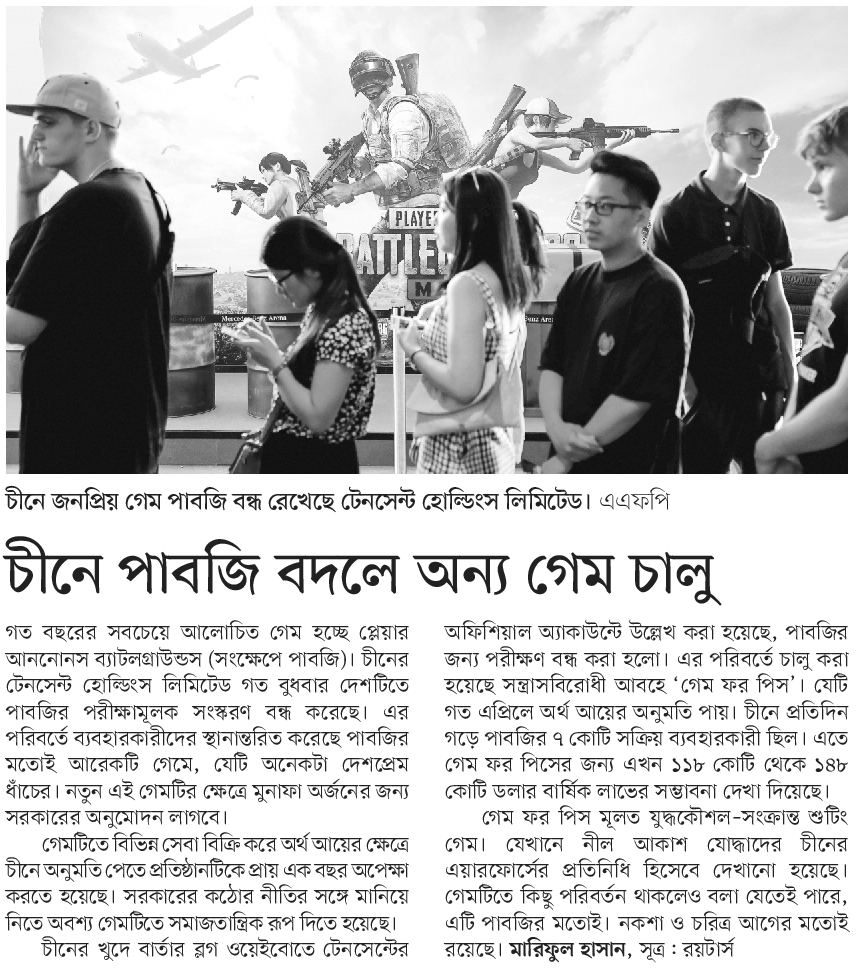 PLAYE
BATTLE
M
Mercedes-Benz Arena
Benz Aren
চীনে জনপ্রিয় গেম পাবজি বন্ধ রেখেছে টেনসেন্ট হোল্ডিংস লিমিটেড। এএফপি
চীনে পাবজি বদলে অন্য গেম চালু
গত বছরের সবচেয়ে আলোচিত গেম হচ্ছে প্লেয়ার
আননোনস ব্যাটলগ্রাউন্ডস (সংক্ষেপে পাবজি)। চীনের
টেনসেন্ট হোল্ডিংস লিমিটেড গত বুধবার দেশটিতে
পাবজির পরীক্ষামূলক সংস্করণ বন্ধ করেছে। এর
পরিবর্তে ব্যবহারকারীদের স্থানান্তরিত করেছে পাবজির
মতোই আরেকটি গেমে, যেটি অনেকটা দেশপ্রেম
ধাঁচের। নতুন এই গেমটির ক্ষেত্রে মুনাফা অর্জনের জন্য
সরকারের অনুমোদন লাগবে।
গেমটিতে বিভিন্ন সেবা বিক্রি করে অর্থ আয়ের ক্ষেত্রে
চীনে অনুমতি পেতে প্রতিষ্ঠানটিকে প্রায় এক বছর অপেক্ষা
করতে হয়েছে। সরকারের কঠোর নীতির সঙ্গে মানিয়ে
নিতে অবশ্য গেমটিতে সমাজতান্ত্রিক রূপ দিতে হয়েছে।
চীনের খুদে বার্তার ব্লগ ওয়েইবোতে টেনসেন্টের
অফিশিয়াল অ্যাকাউন্টে উল্লেখ করা হয়েছে, পাবজির
জন্য পরীক্ষণ বন্ধ করা হলো। এর পরিবর্তে চালু করা
হয়েছে সন্ত্রাসবিরোধী আবহে ‘গেম ফর পিস’। যেটি
গত এপ্রিলে অর্থ আয়ের অনুমতি পায়। চীনে প্রতিদিন
গড়ে পাবজির ৭ কোটি সক্রিয় ব্যবহারকারী ছিল। এতে
গেম ফর পিসের জন্য এখন ১১৮ কোটি থেকে ১৪৮
কোটি ডলার বার্ষিক লাভের সম্ভাবনা দেখা দিয়েছে।
গেম ফর পিস মূলত যুদ্ধকৌশল-সংক্রান্ত শুটিং
গেম। যেখানে নীল আকাশ যোদ্ধাদের চীনের
এয়ারফোর্সের প্রতিনিধি হিসেবে দেখানো হয়েছে।
গেমটিতে কিছু পরিবর্তন থাকলেও বলা যেতেই পারে,
এটি পাবজির মতোই। নকশা ও চরিত্র আগের মতোই
রয়েছে। মারিফুল হাসান, সূত্র : রয়টার্স